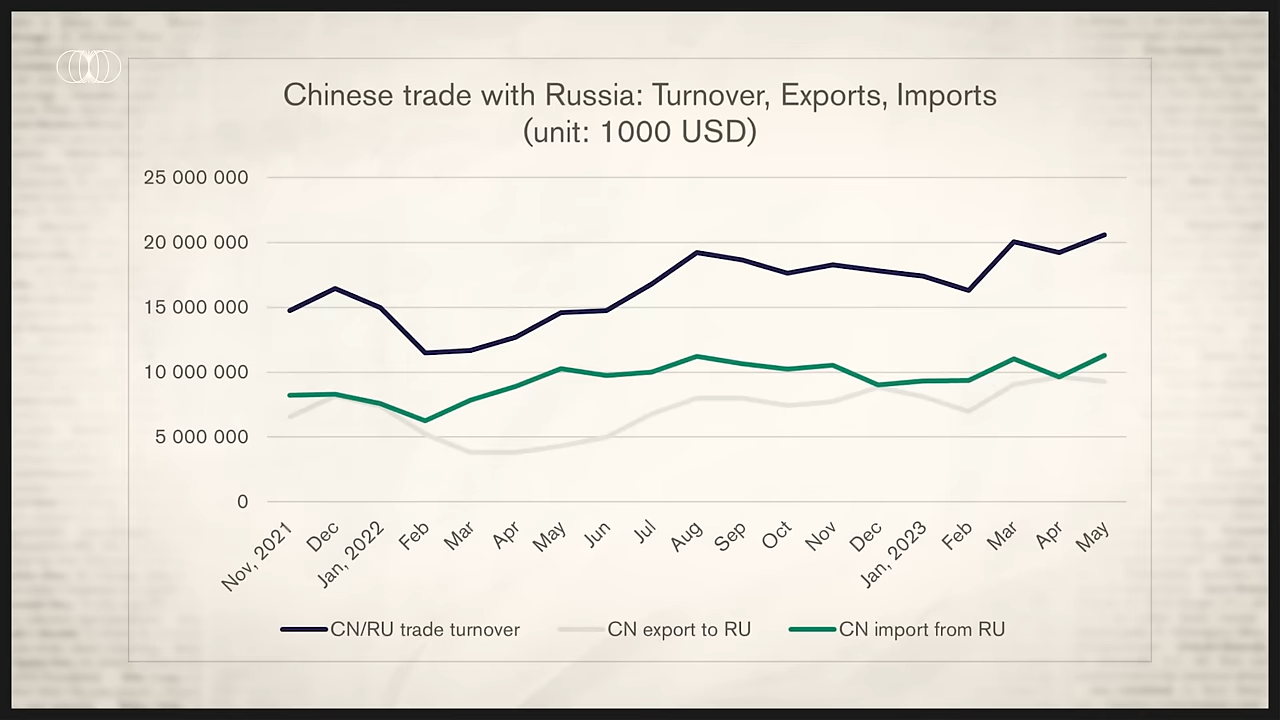 Chinese trade with Russia: Turnover, Exports, Imports
(unit: 1000 USD)
25 000 000
20 000 000
15 000 000
10 000 000
5 000 000
0
Nov, 2021
Dec
Jan, 2022
Feb
Mar
Apr
May
Jun
Jul
Aug
Sep
Oct
Nov
Dec
Jan, 2023
Feb
Mar
Apr
May
CN/RU trade turnover
CN export to RU
CN import from RU